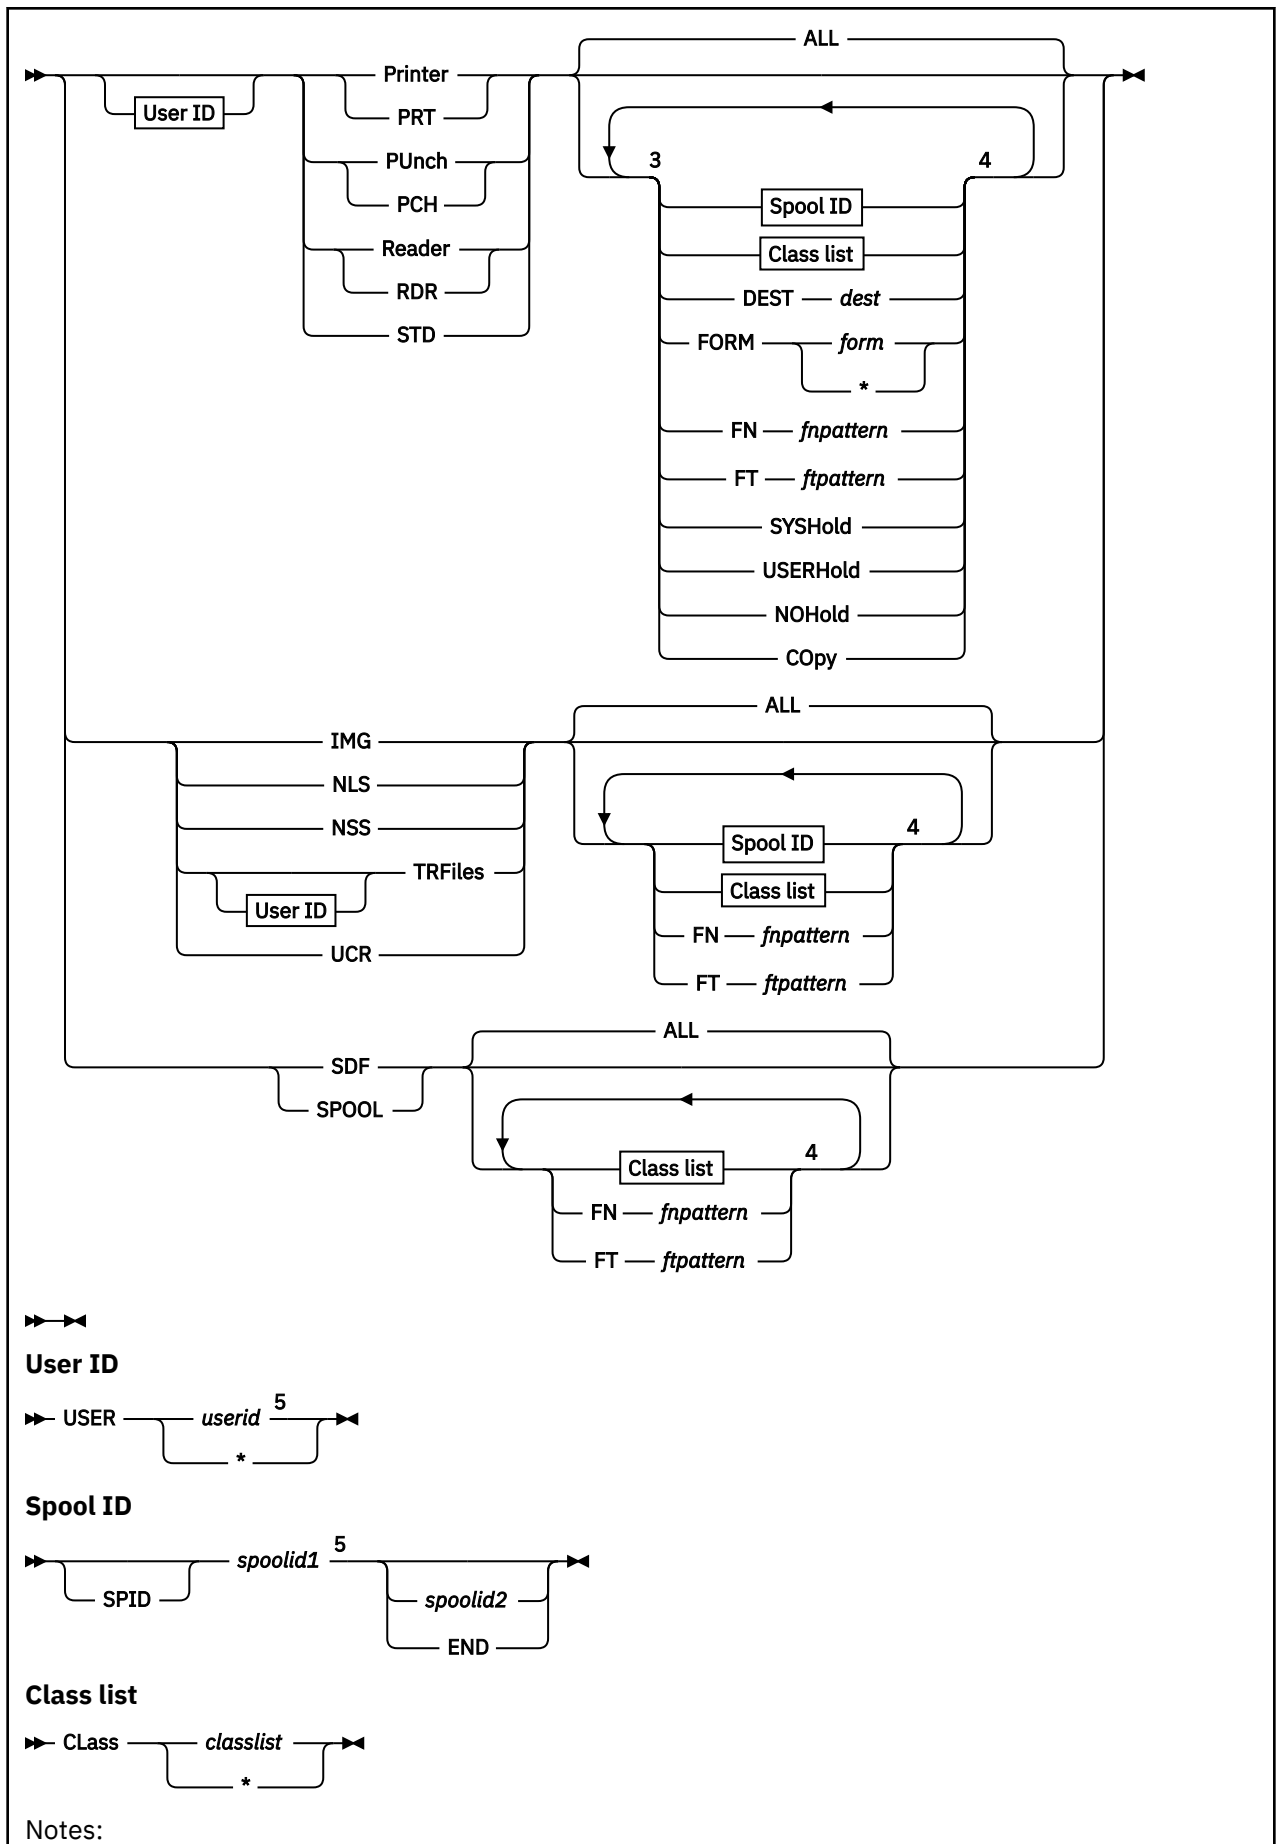 ALL
Printer
User ID
PRT
3 4
PUnch
PCH
Spool ID
Reader
Class list
RDR
DEST dest
STD
FORM form
*
FN fnpattern
FT ftpattern
SYSHold
USERHold
NOHold
COpy
ALL
IMG
NLS
NSS
4
Spool ID
TRFiles
Class list
User ID
FN fnpattern
UCR
FT ftpattern
ALL
SDF
SPOOL
4
Class list
FN fnpattern
FT ftpattern
User ID
USER userid 5
*
Spool ID
spoolid1 5
SPID
spoolid2
END
Class list
CLass classlist
*
Notes: